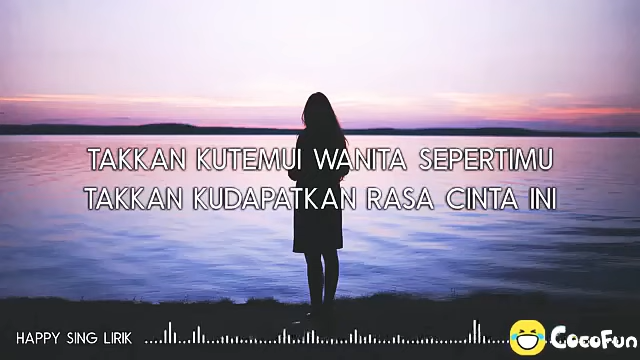 TAKKAN KUTEMUI WANITA SEPERTIMU
TAKKAN KUDAPATKAN RASA CINTA INI
HAPPY SING LIRIK
CocoFun